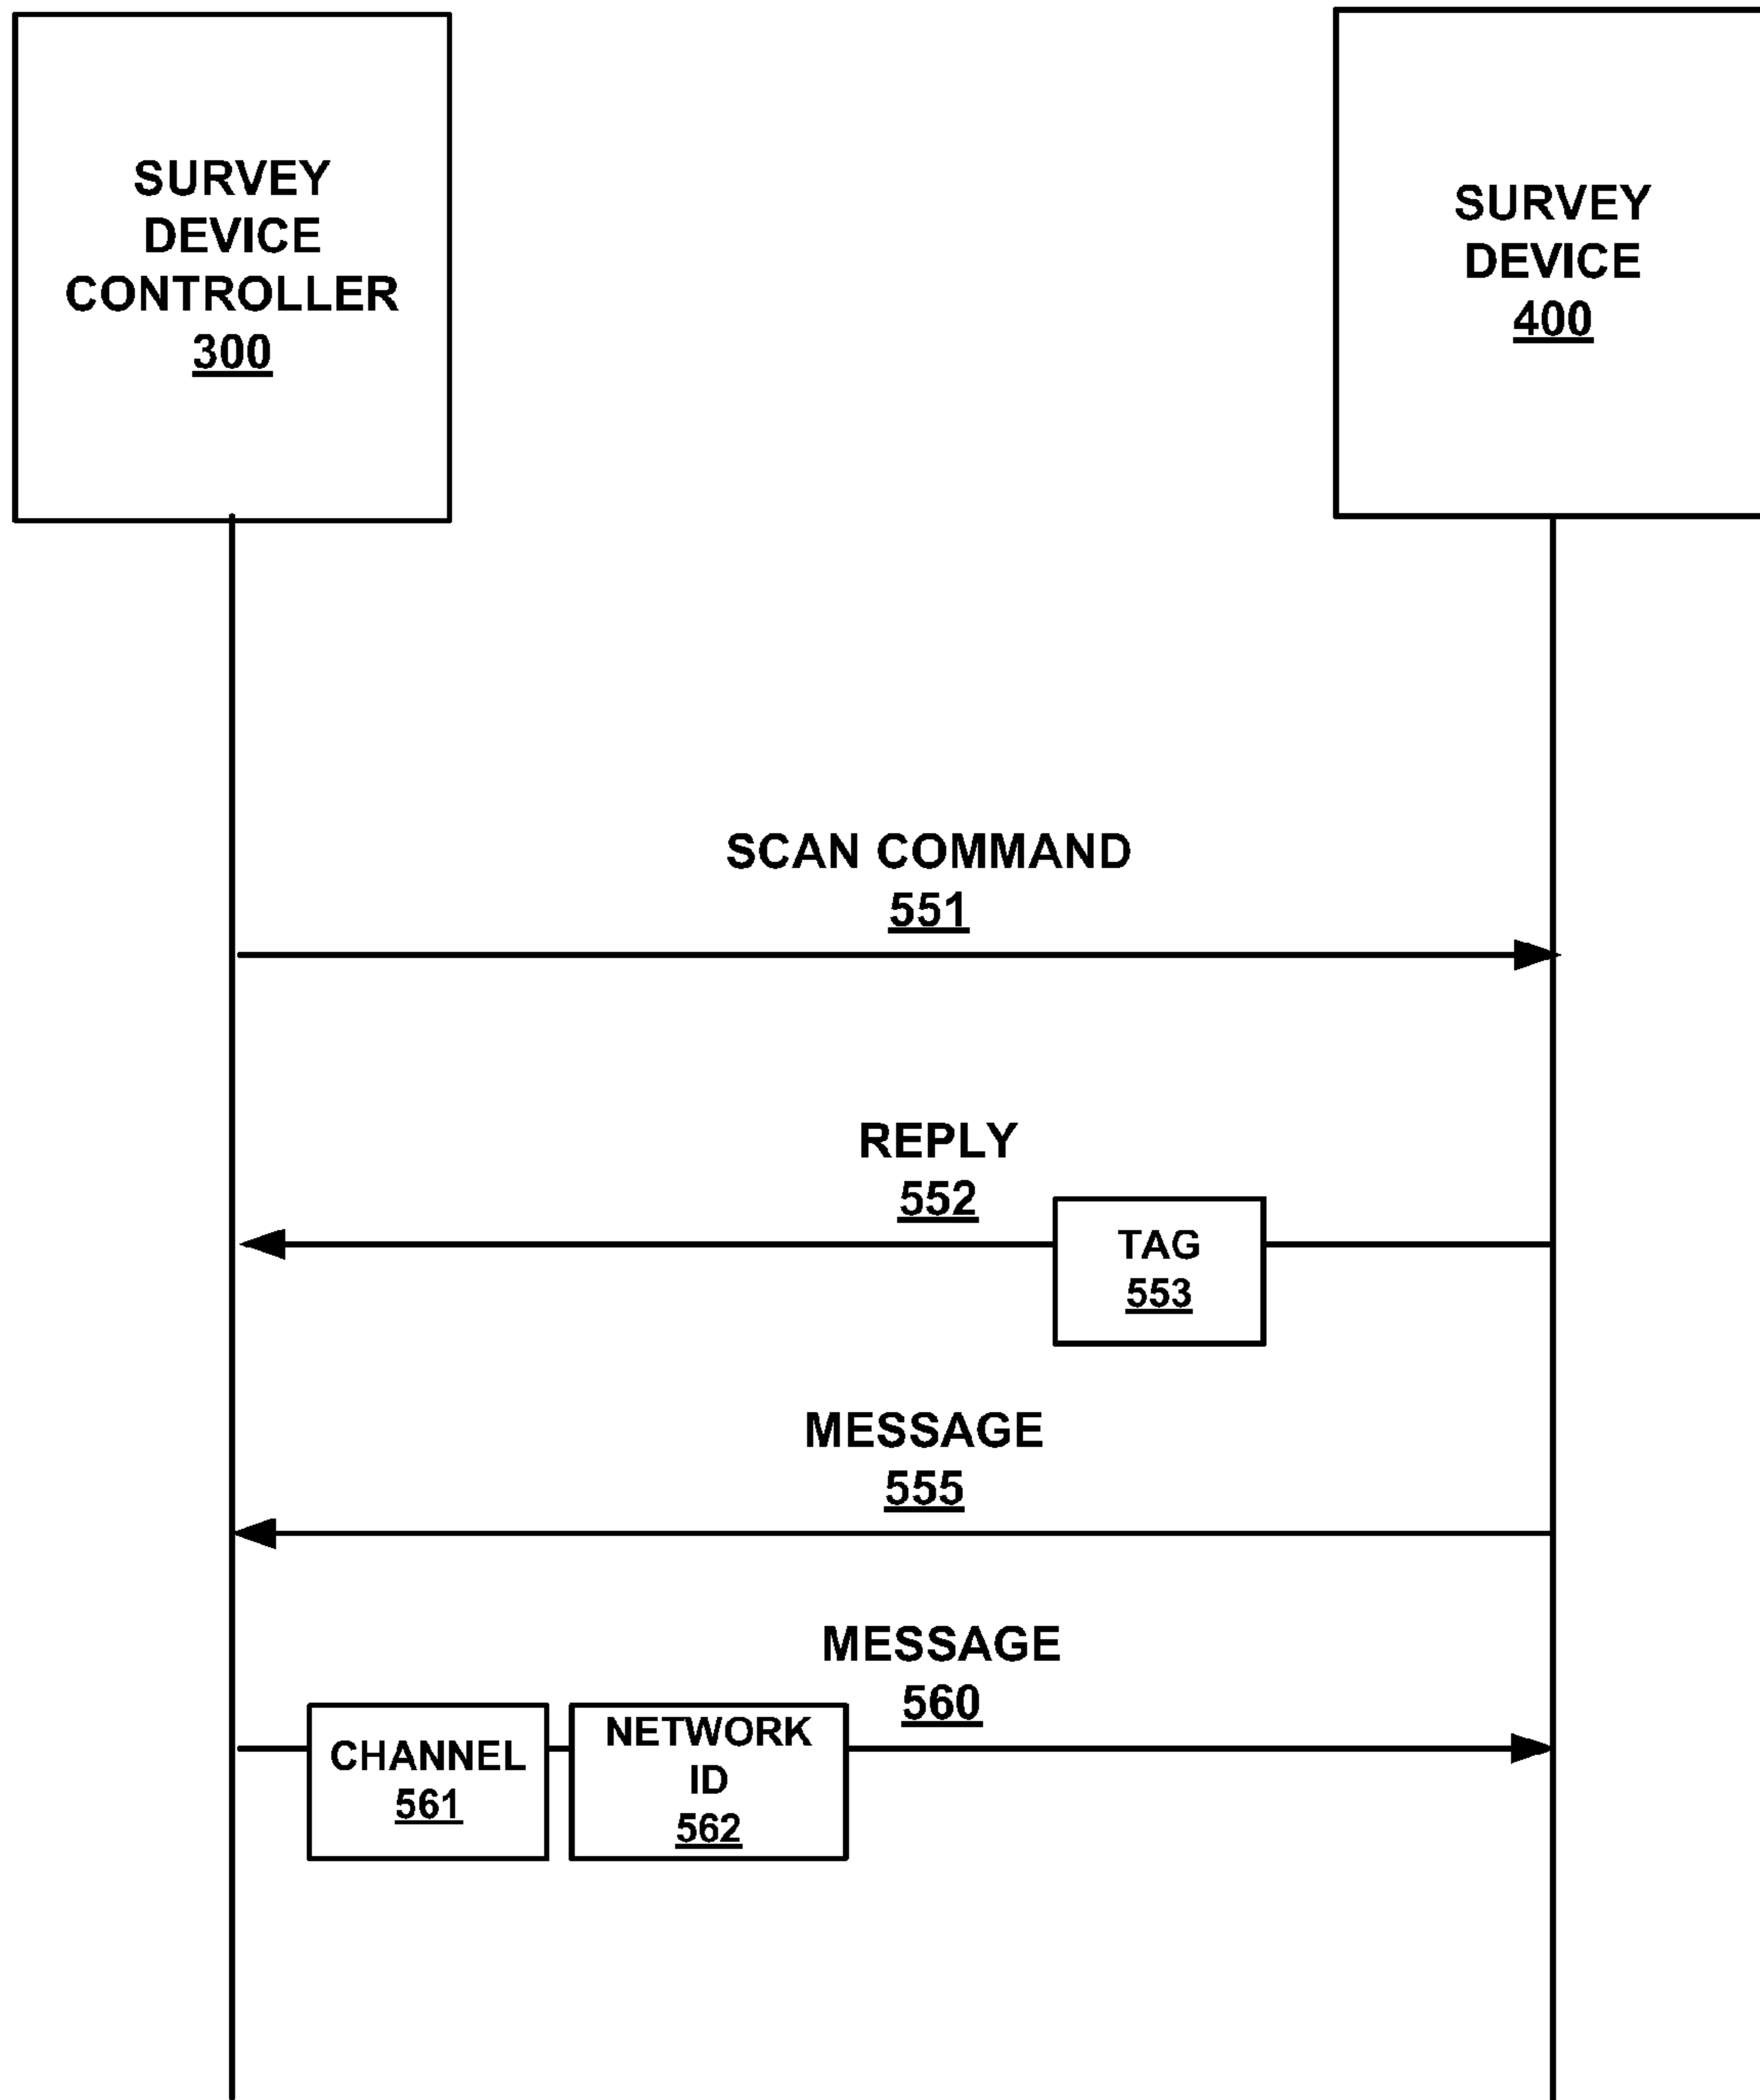 SURVEY
DEVICE
CONTROLLER
300
SURVEY
DEVICE
400
SCAN COMMAND
551
REPLY
552
TAG
553
MESSAGE
555
MESSAGE
560
CHANNEL
561
NETWORK
ID
562